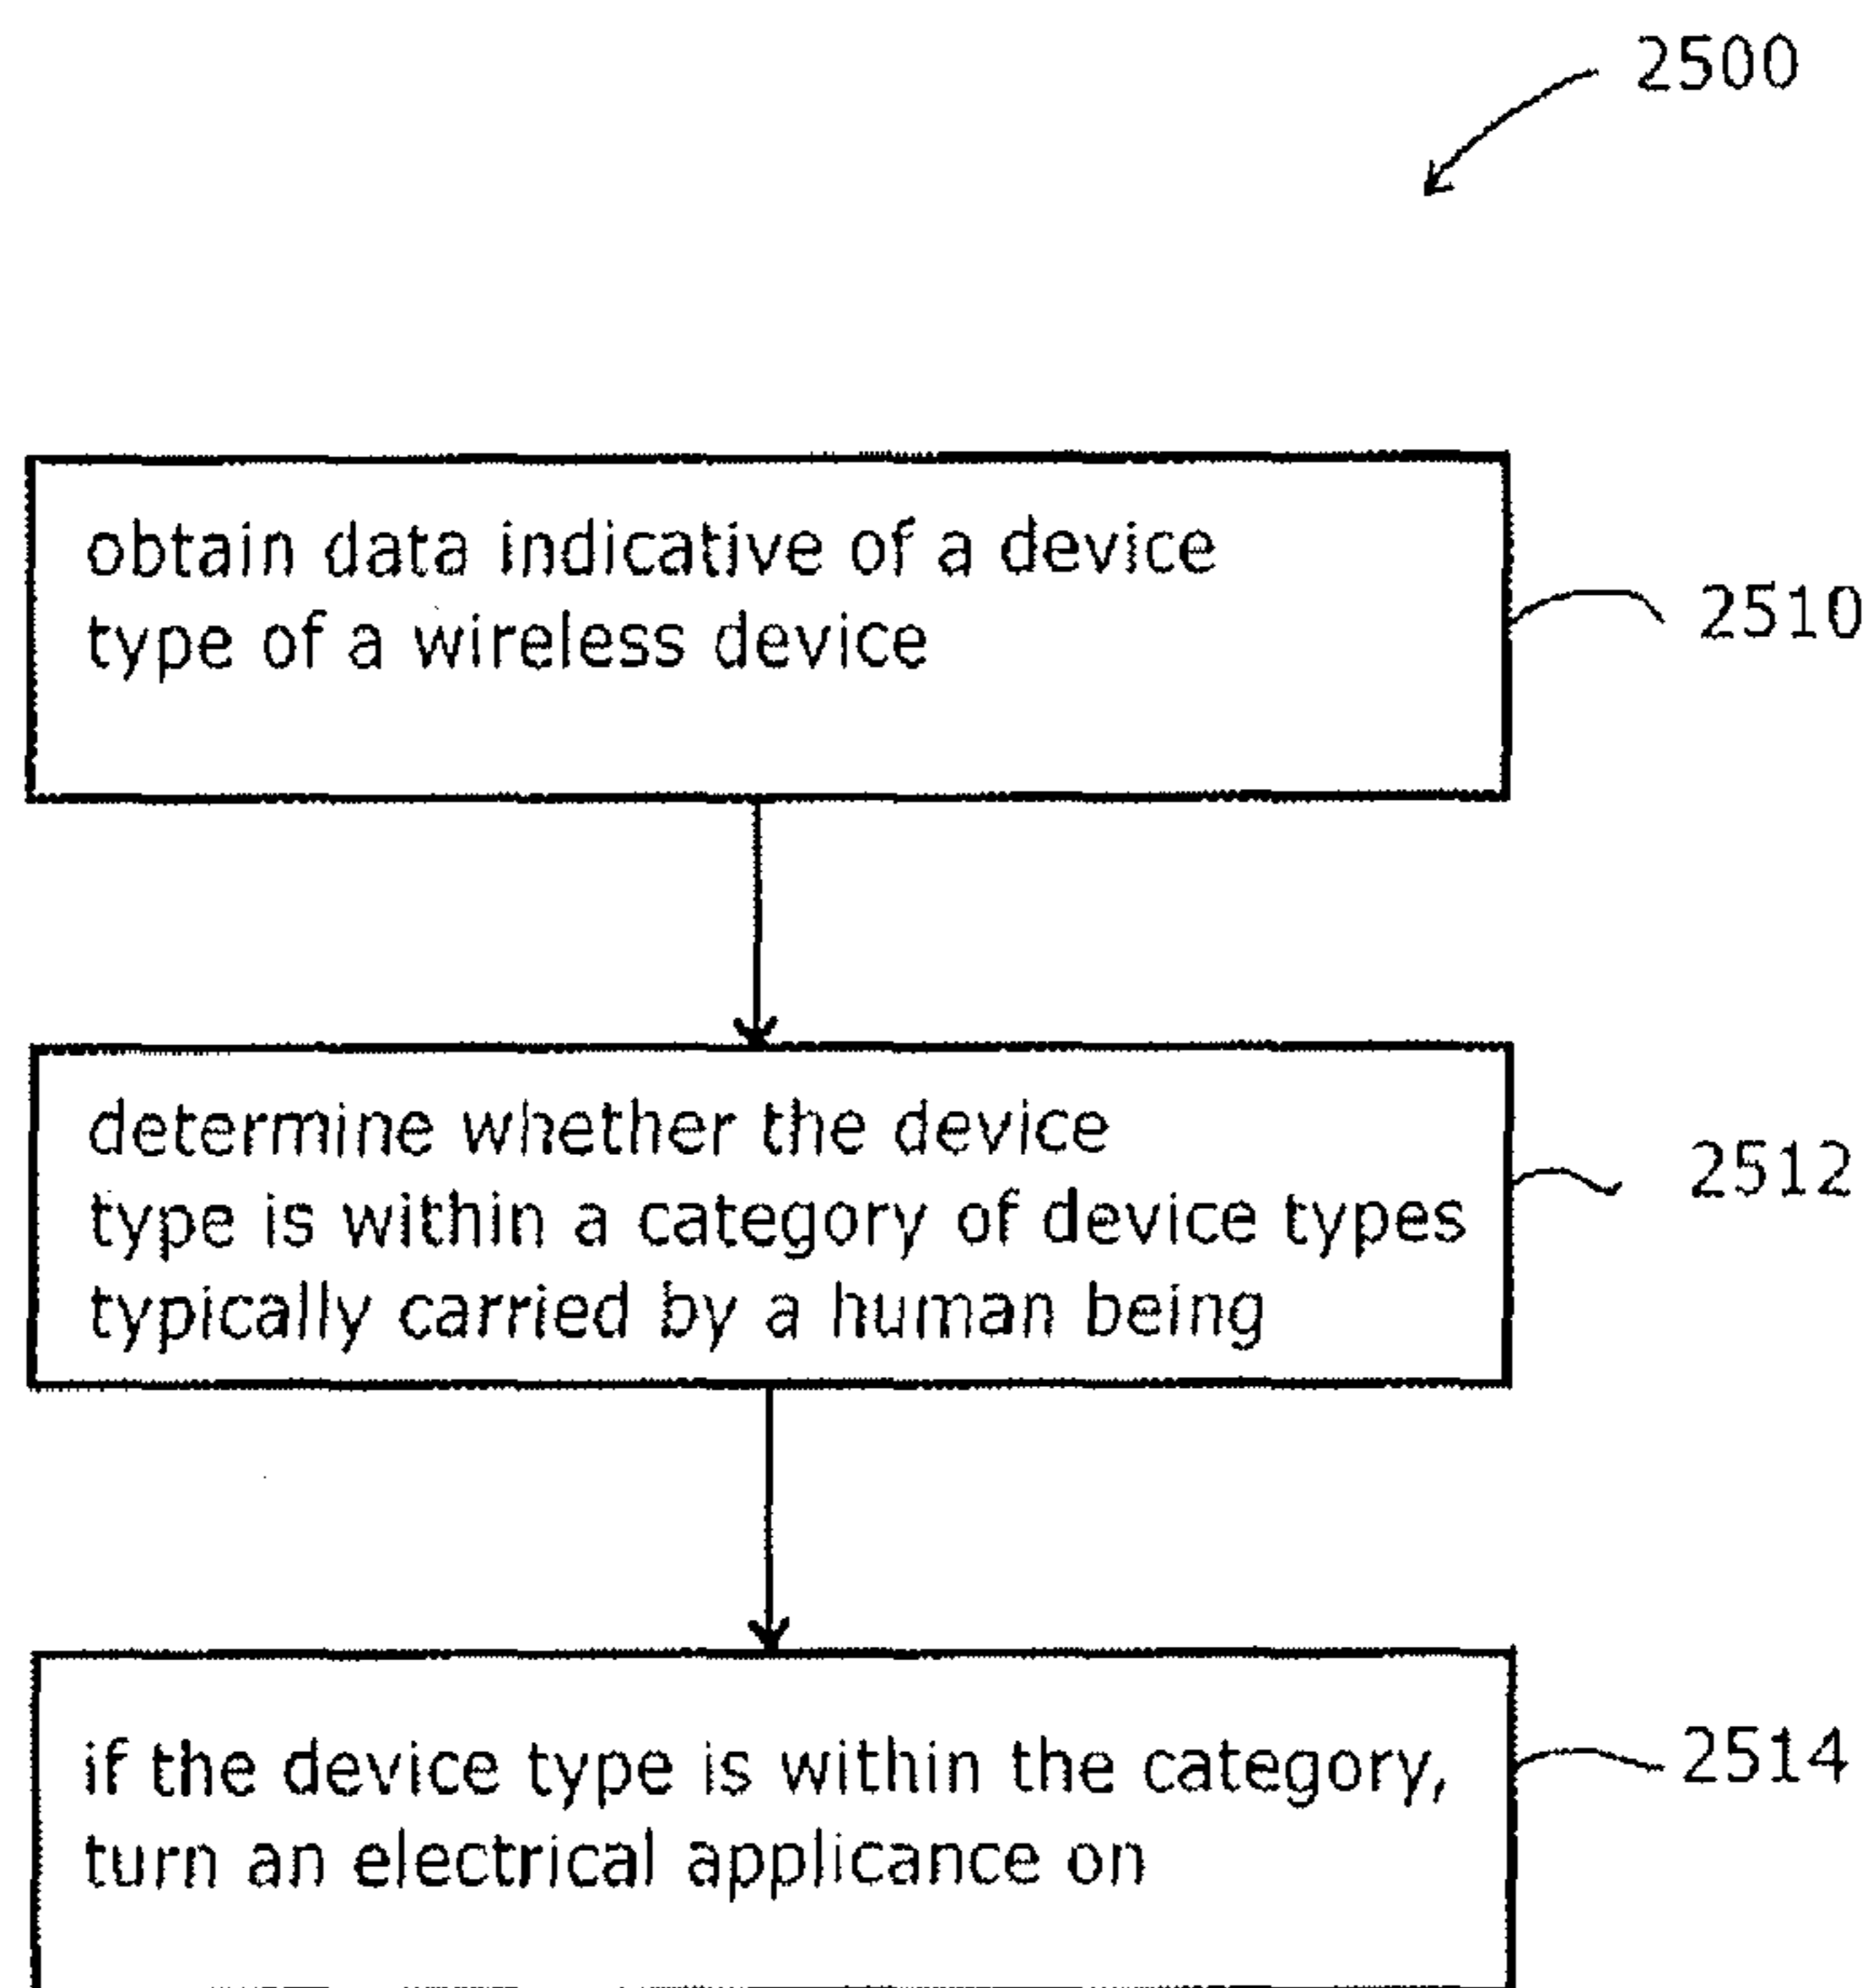 2500
obtain data indicative of a device
type of a wireless device
2510
determine whether the device
type is within a category of device types
typically carried by a human being
2512
if the device type is within the category,
turn an electrical applicance on
2514